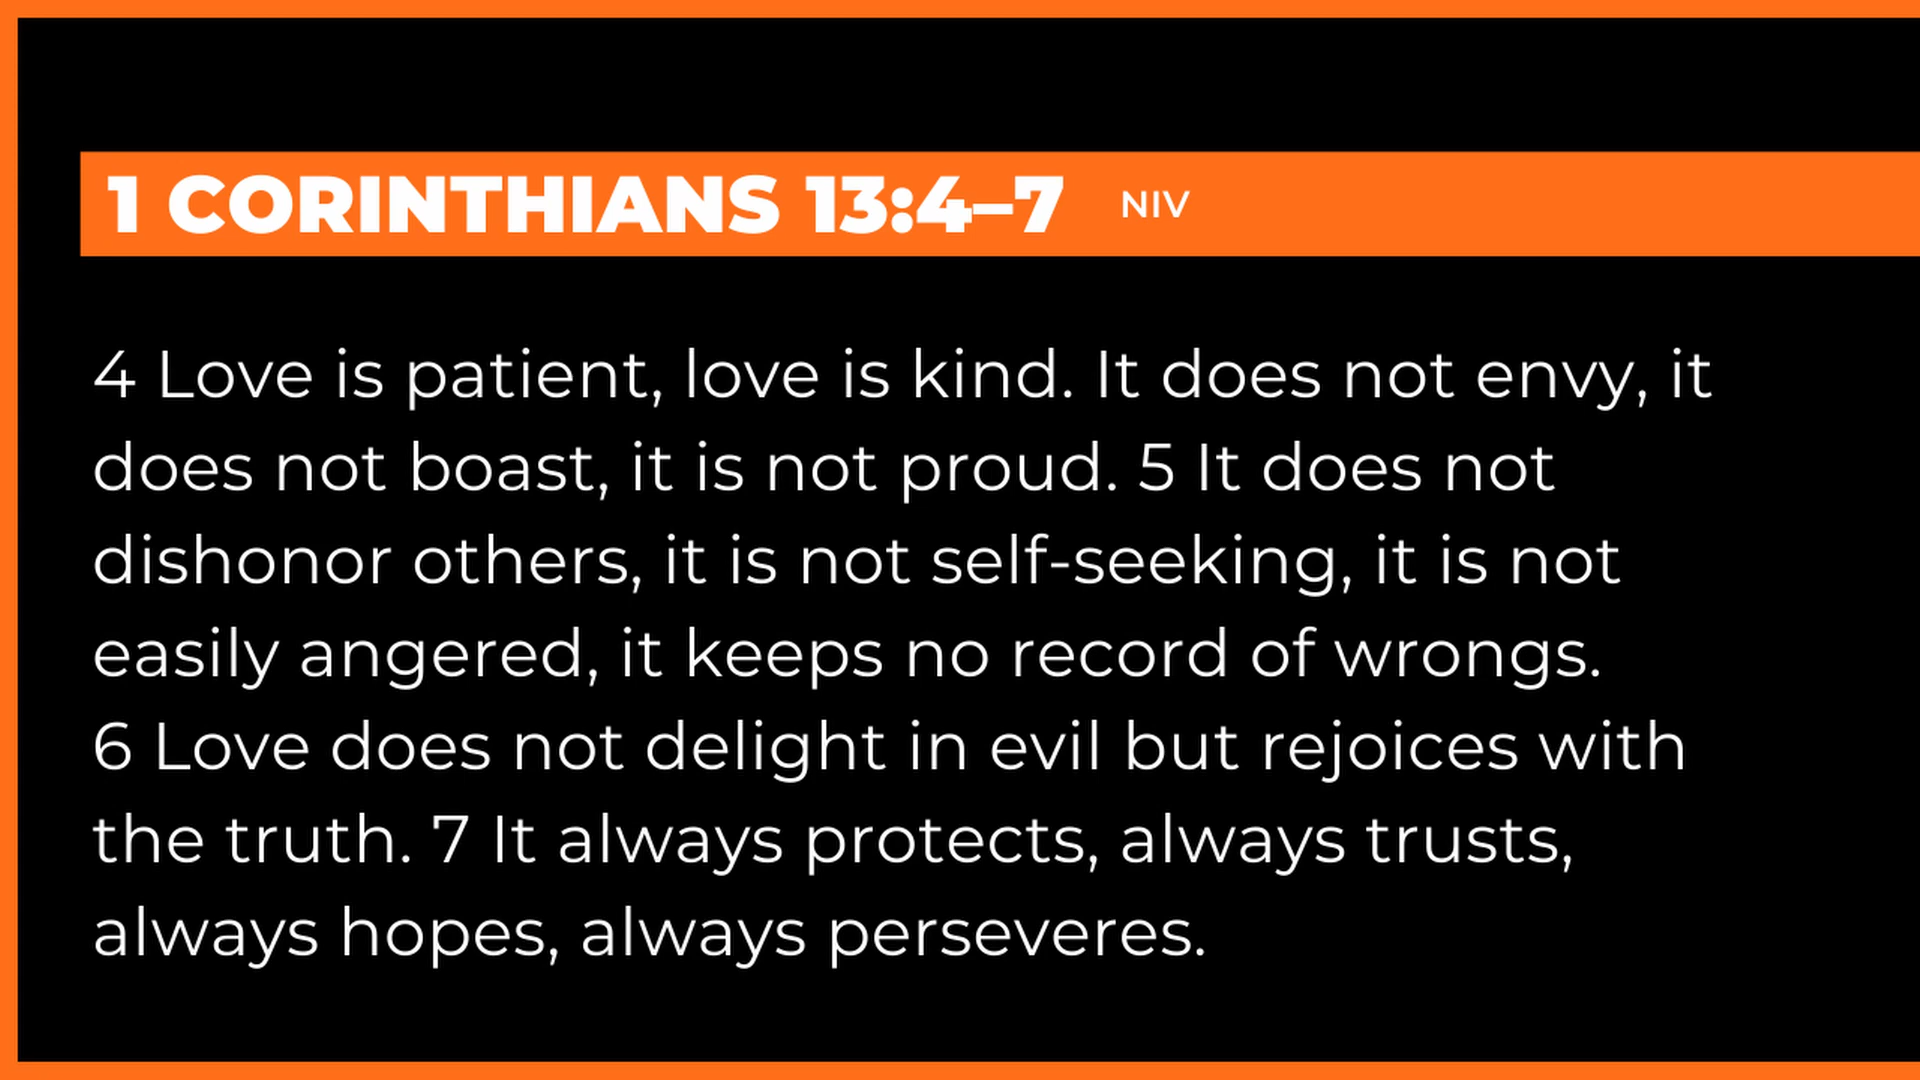 1 CORINTHIANS 13:4–7 NIV
4 Love is patient, love is kind. It does not envy, it
does not boast, it is not proud. 5 It does not
dishonor others, it is not self-seeking, it is not
easily angered, it keeps no record of wrongs.
6 Love does not delight in evil but rejoices with
the truth. 7 It always protects, always trusts,
always hopes, always perseveres.